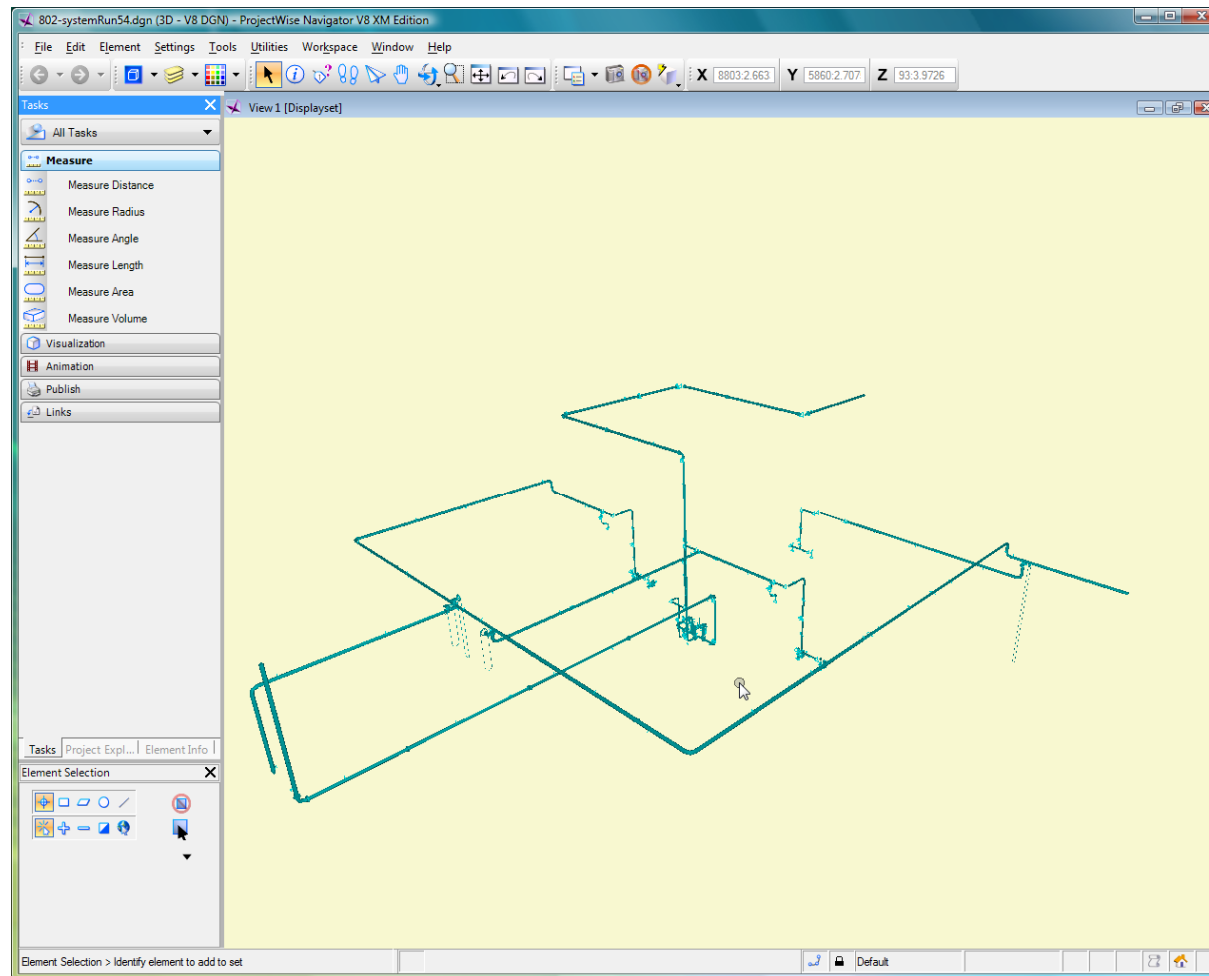 802-systemRun54.dgn (3D - V8 DGN) - ProjectWise Navigator V8 XM Edition
File Edit Element Settings Tools Utilities Workspace Window Help
X 8803:2.663 Y 5860:2.707 Z 93:3.9726
Tasks
View 1 [Displayset]
All Tasks
Measure
Measure Distance
Measure Radius
Measure Angle
Measure Length
Measure Area
Measure Volume
Visualization
Animation
Publish
Links
Tasks Project Expl... Element Info
Element Selection
Element Selection > Identify element to add to set
Default